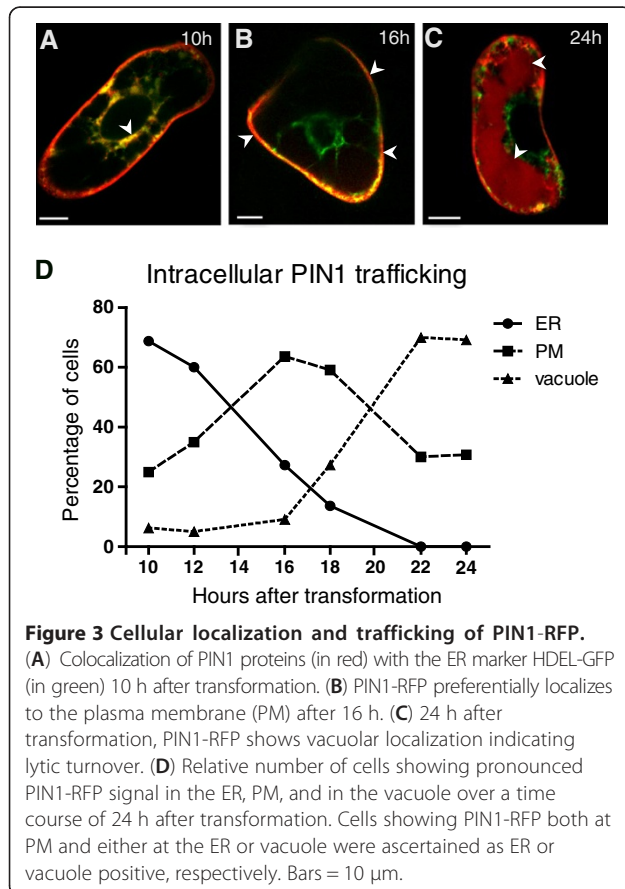 A 10h B 16h C 24h
D Intracellular PIN1 trafficking
80
60
40
20
0
Percentage of cells
ER
PM
vacuole
10 12 14 16 18 20 22 24
Hours after transformation
Figure 3 Cellular localization and trafficking of PIN1-RFP.
(A) Colocalization of PIN1 proteins (in red) with the ER marker HDEL-GFP
(in green) 10 h after transformation. (B) PIN1-RFP preferentially localizes
to the plasma membrane (PM) after 16 h. (C) 24 h after
transformation, PIN1-RFP shows vacuolar localization indicating
lytic turnover. (D) Relative number of cells showing pronounced
PIN1-RFP signal in the ER, PM, and in the vacuole over a time
course of 24 h after transformation. Cells showing PIN1-RFP both at
PM and either at the ER or vacuole were ascertained as ER or
vacuole positive, respectively. Bars = 10 μm.